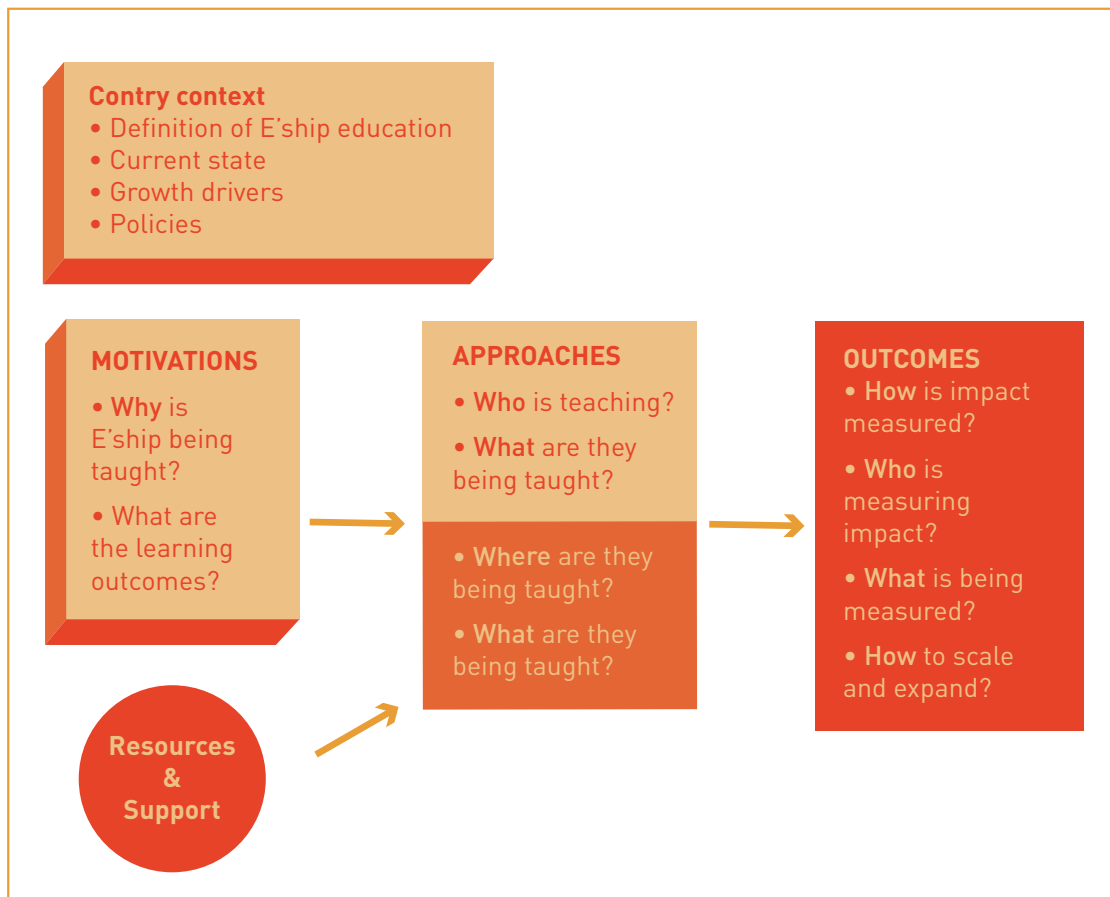 Contry context
• Definition of E'ship education
• Current state
• Growth drivers
• Policies
MOTIVATIONS
• Why is
E'ship being
taught?
• What are
the learning
outcomes?
APPROACHES
• Who is teaching?
• What are they
being taught?
• Where are they
being taught?
• What are they
being taught?
OUTCOMES
• How is impact
measured?
• Who is
measuring
impact?
• What is being
measured?
• How to scale
and expand?
Resources
&
Support